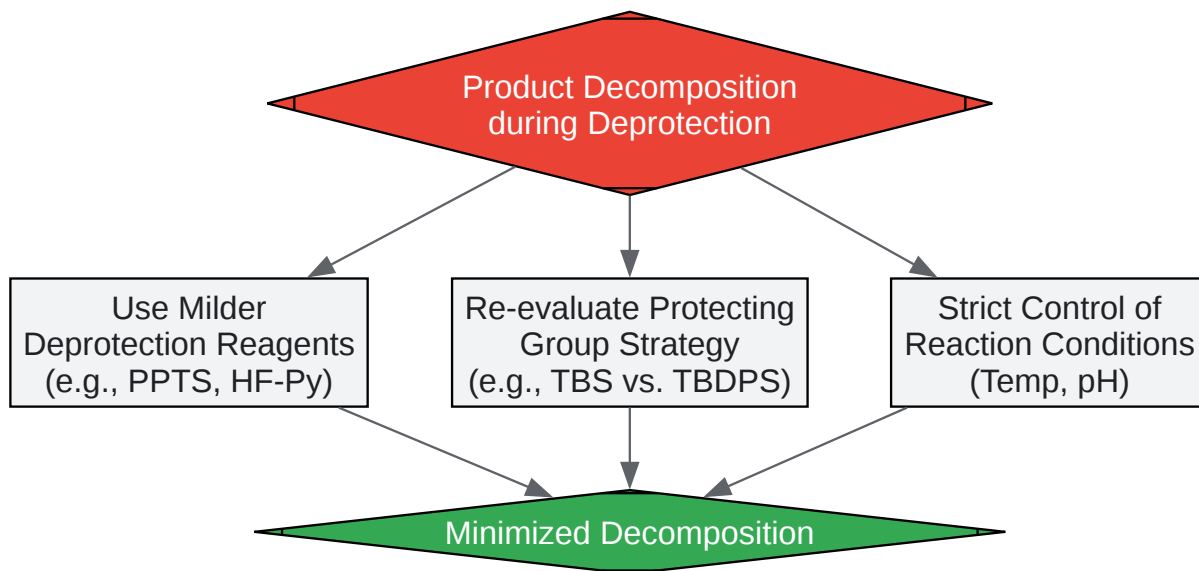 Product Decomposition
during Deprotection
Use Milder
Deprotection Reagents
(e.g., PPTS, HF-Py)
Re-evaluate Protecting
Group Strategy
(e.g., TBS vs. TBDPS)
Strict Control of
Reaction Conditions
(Temp, pH)
Minimized Decomposition